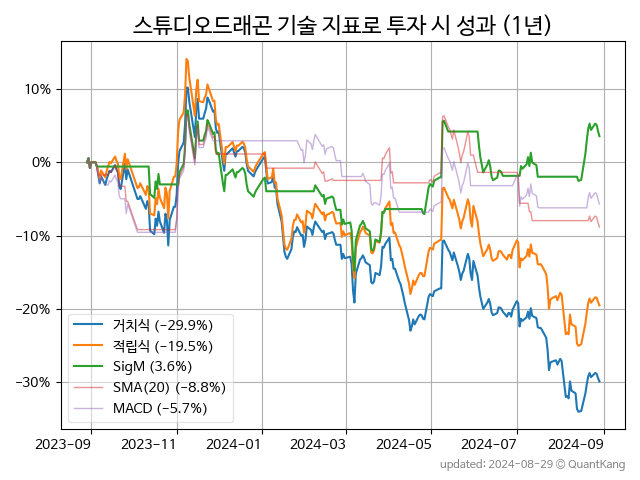 스튜디오드래곤 기술 지표로 투자 시 성과 (1년)
10%
0%
−10%
−20%
−30%
거치식 (−29.9%)
적립식 (−19.5%)
SigM (3.6%)
SMA(20) (−8.8%)
MACD (−5.7%)
2023-09 2023-11 2024-01 2024-03 2024-05 2024-07 2024-09
updated: 2024-08-29 © QuantKang